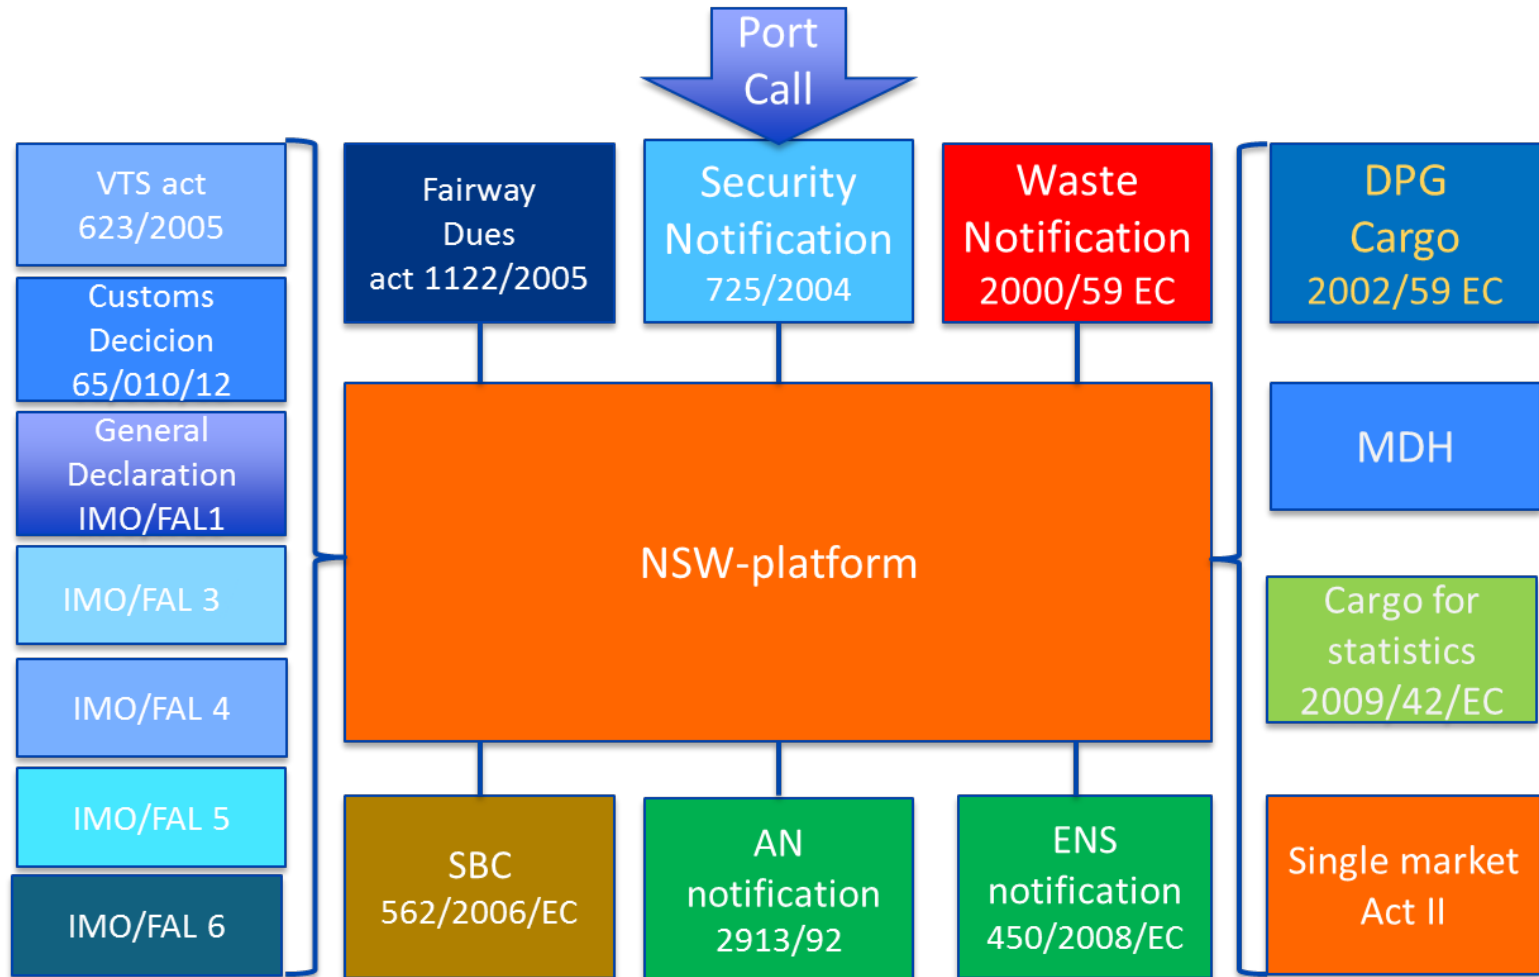 Port
Call
VTS act
623/2005
Customs
Decicion
65/010/12
General
Declaration
IMO/FAL1
IMO/FAL 3
IMO/FAL 4
IMO/FAL 5
IMO/FAL 6
Fairway
Dues
act 1122/2005
Security
Notification
725/2004
Waste
Notification
2000/59 EC
NSW-platform
SBC
562/2006/EC
AN
notification
2913/92
ENS
notification
450/2008/EC
DPG
Cargo
2002/59 EC
MDH
Cargo for
statistics
2009/42/EC
Single market
Act II